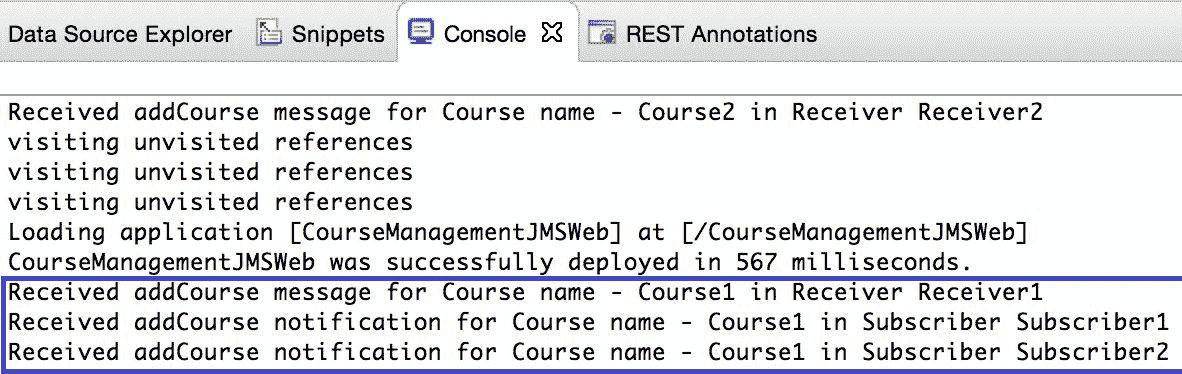 Data Source Explorer Snippets Console REST Annotations
Received addCourse message for Course name - Course2 in Receiver Receiver2
visiting unvisited references
visiting unvisited references
visiting unvisited references
Loading application [CourseManagementJMSWeb] at [/CourseManagementJMSWeb]
CourseManagementJMSWeb was successfully deployed in 567 milliseconds.
Received addCourse message for Course name - Course1 in Receiver Receiver1
Received addCourse notification for Course name - Course1 in Subscriber Subscriber1
Received addCourse notification for Course name - Course1 in Subscriber Subscriber2